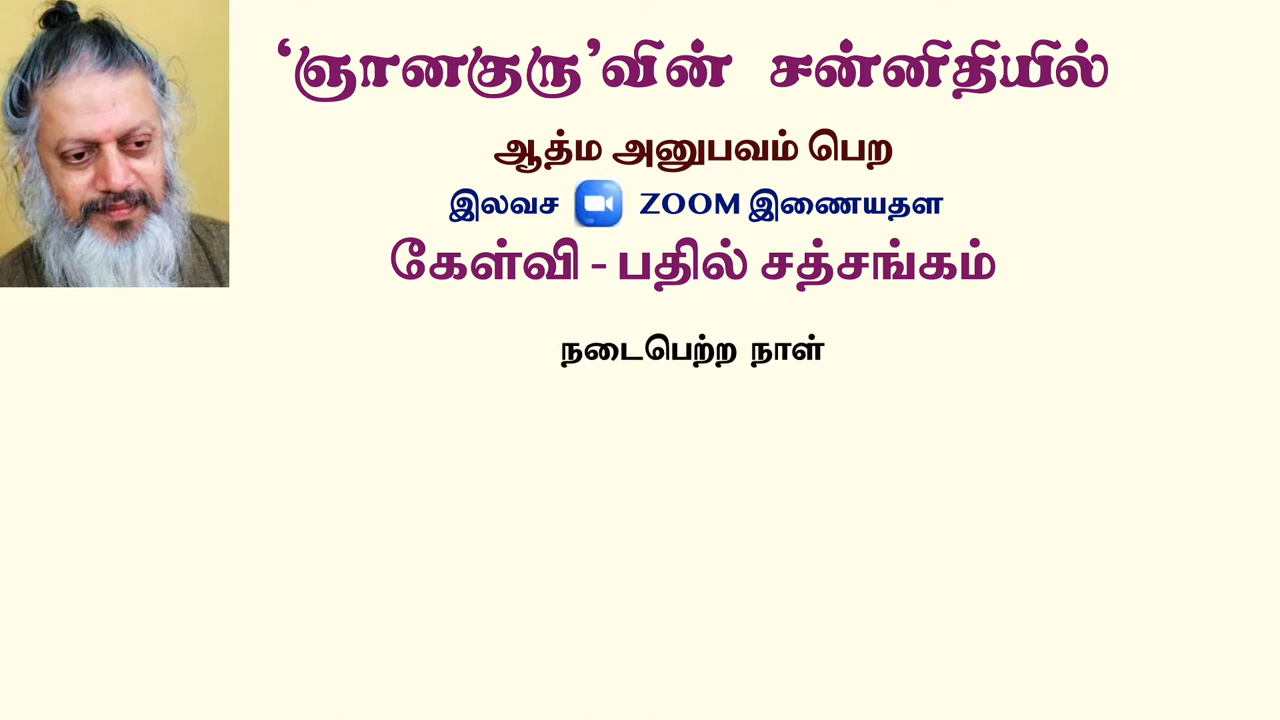 ‘ஞானகுரு’வின் சன்னிதியில்
ஆத்ம அனுபவம் பெற
இலவச ZOOM இணையதள
கேள்வி - பதில் சத்சங்கம்
நடைபெற்ற நாள்